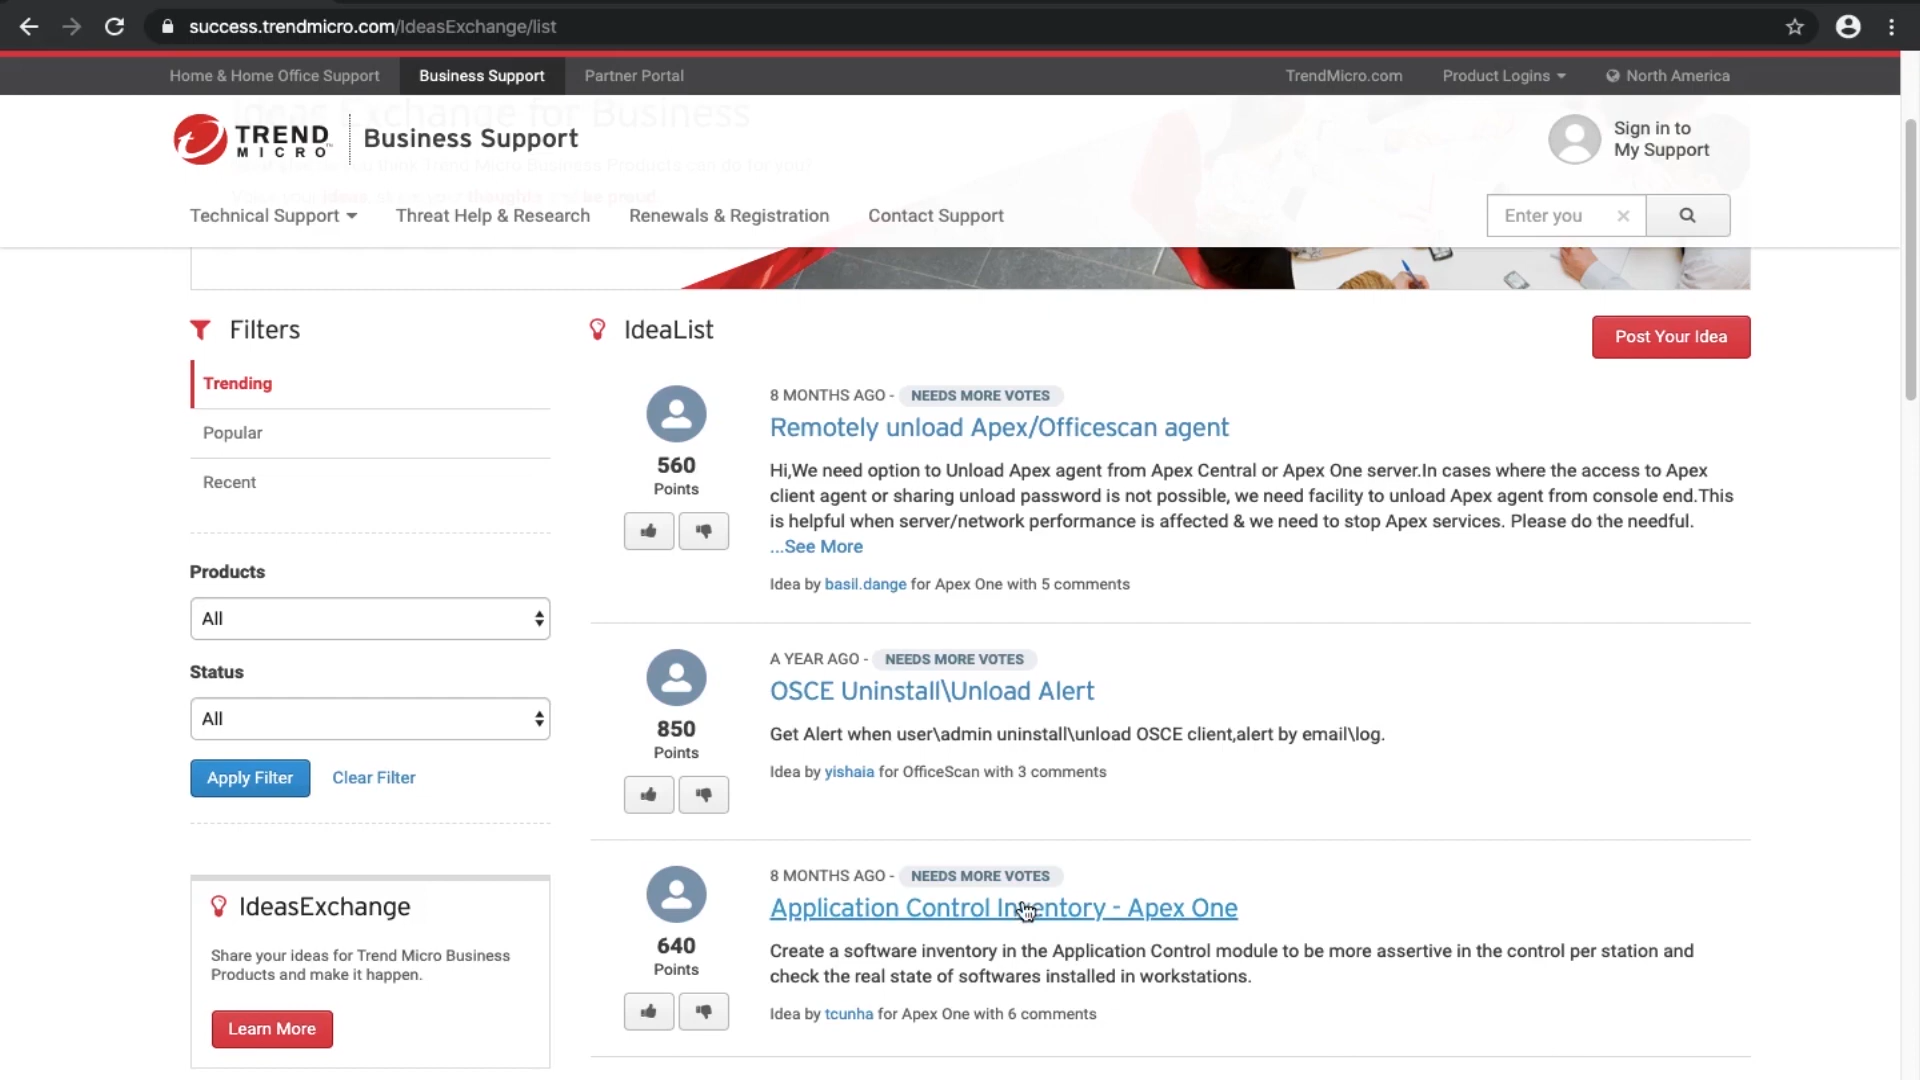 success.trendmicro.com/IdeasExchange/list
Home & Home Office Support
Business Support
Partner Portal
TrendMicro.com
Product Logins
North America
Ideas Exchange for Business
TREND
MICRO
Business Support
Sign in to
My Support
Technical Support
Threat Help & Research
Renewals & Registration
Contact Support
Enter you
Filters
Trending
Popular
Recent
Products
All
Status
All
Apply Filter
Clear Filter
IdeasExchange
Share your ideas for Trend Micro Business
Products and make it happen.
Learn More
IdeaList
Post Your Idea
8 MONTHS AGO - NEEDS MORE VOTES
Remotely unload Apex/Officescan agent
560
Points
Hi,We need option to Unload Apex agent from Apex Central or Apex One server.In cases where the access to Apex
client agent or sharing unload password is not possible, we need facility to unload Apex agent from console end.This
is helpful when server/network performance is affected & we need to stop Apex services. Please do the needful.
...See More
Idea by basil.dange for Apex One with 5 comments
A YEAR AGO - NEEDS MORE VOTES
OSCE Uninstall\Unload Alert
850
Points
Get Alert when user\admin uninstall\unload OSCE client,alert by email\log.
Idea by yishaia for OfficeScan with 3 comments
8 MONTHS AGO - NEEDS MORE VOTES
Application Control Inventory - Apex One
640
Points
Create a software inventory in the Application Control module to be more assertive in the control per station and
check the real state of softwares installed in workstations.
Idea by tcunha for Apex One with 6 comments